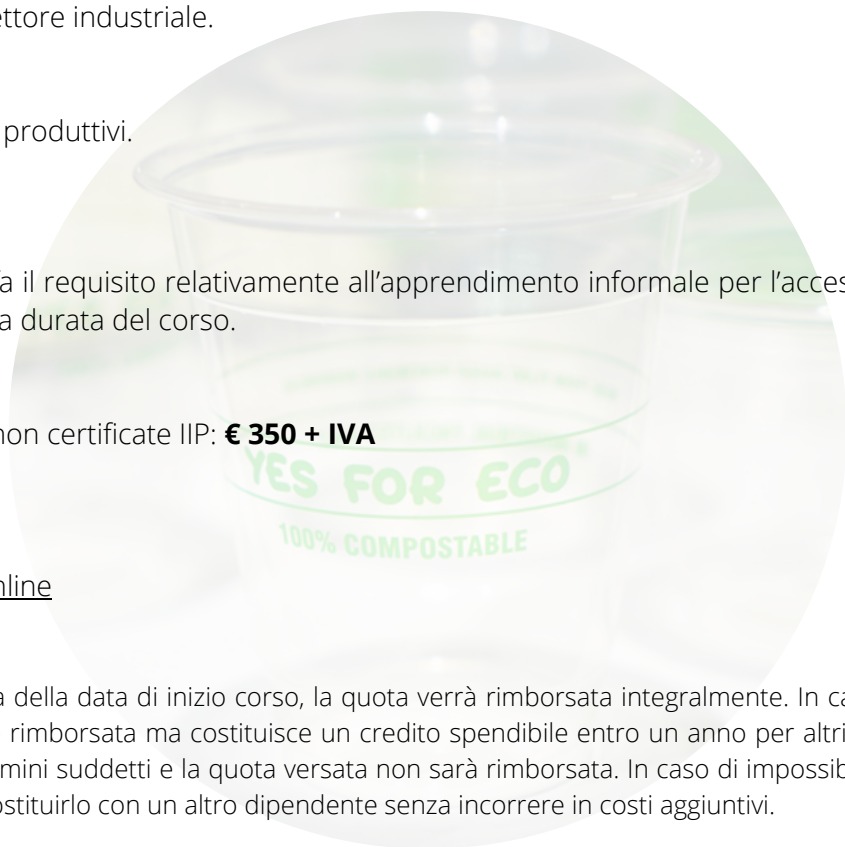 ettore industriale.
produttivi.
a il requisito relativamente all’apprendimento informale per l’acces
a durata del corso.
non certificate IIP: € 350 + IVA
YES FOR ECO
100% COMPOSTABLE
nline
a della data di inizio corso, la quota verrà rimborsata integralmente. In ca
rimborsata ma costituisce un credito spendibile entro un anno per altri
mini suddetti e la quota versata non sarà rimborsata. In caso di impossib
ostituirlo con un altro dipendente senza incorrere in costi aggiuntivi.